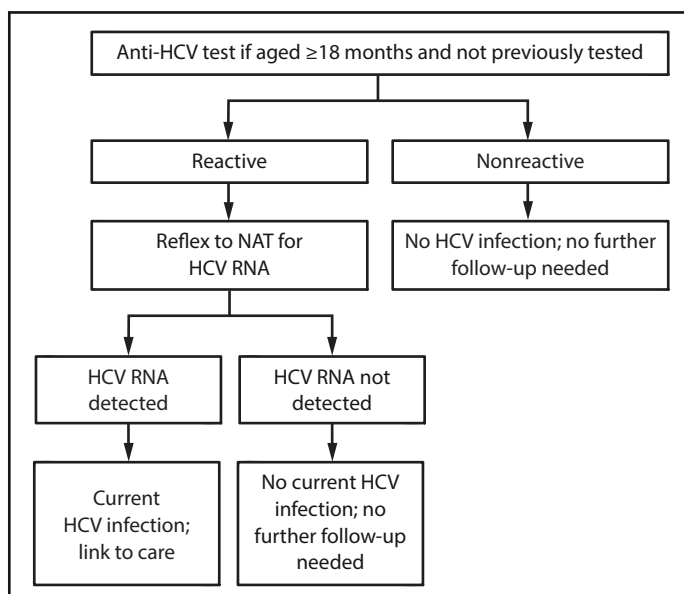 Anti-HCV test if aged ≥18 months and not previously tested
Reactive
Nonreactive
Reflex to NAT for
HCV RNA
No HCV infection; no further
follow-up needed
HCV RNA
detected
HCV RNA not
detected
Current
HCV infection;
link to care
No current HCV
infection; no
further follow-up
needed